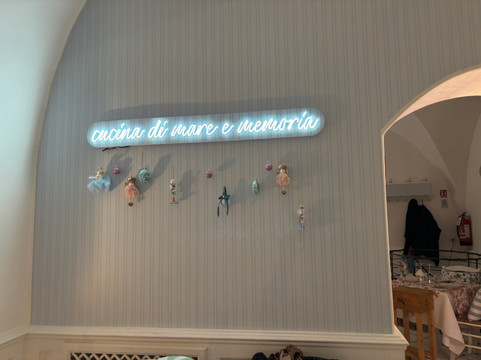 cucina di mare e memoria